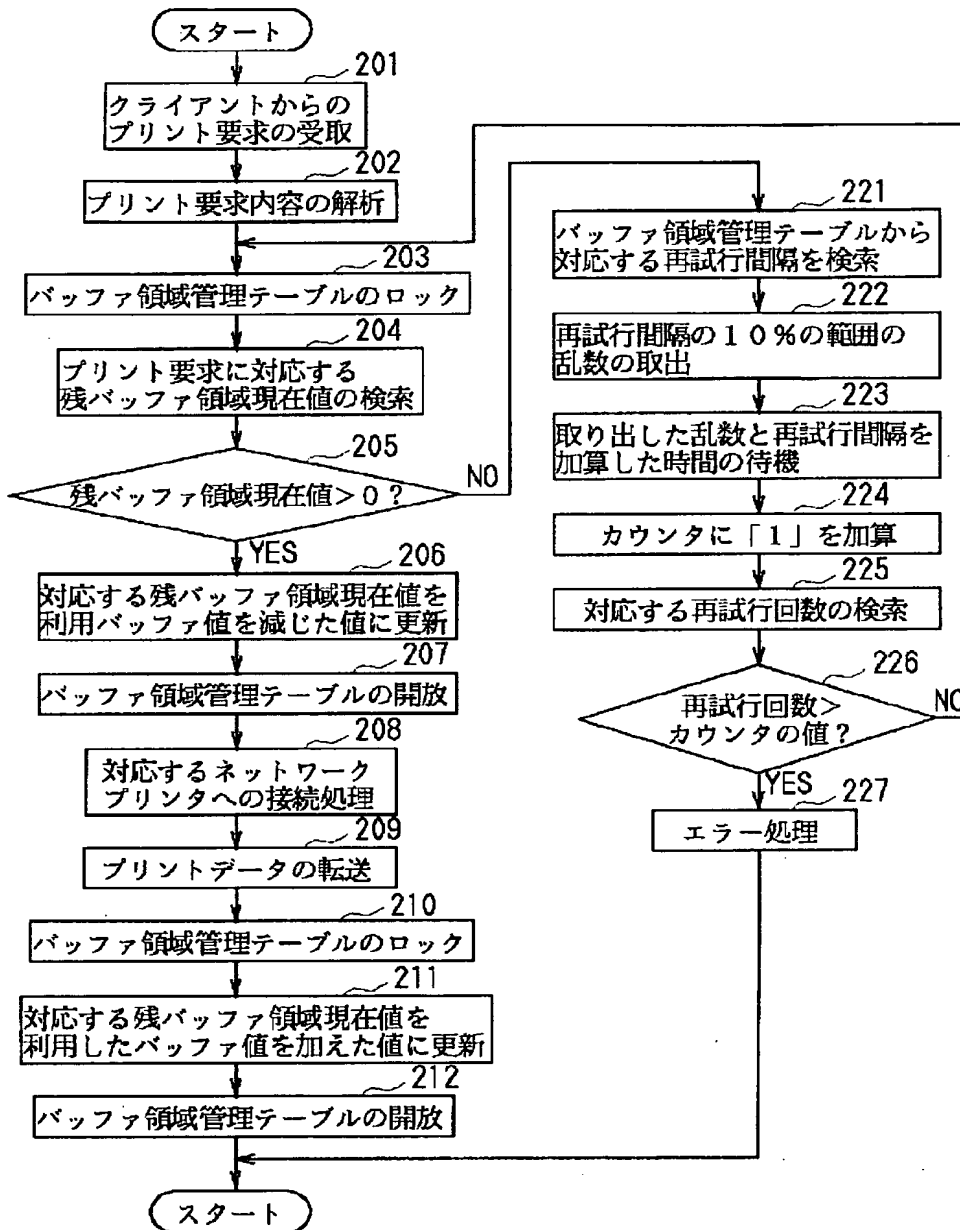 スタート
201
クライアントからの
プリント要求の受取
202
プリント要求内容の解析
203
バッファ領域管理テーブルのロック
204
プリント要求に対応する
残バッファ領域現在値の検索
205
残バッファ領域現在値>0?
NO
YES
206
対応する残バッファ領域現在値を
利用バッファ値を減じた値に更新
207
バッファ領域管理テーブルの開放
208
対応するネットワーク
プリンタへの接続処理
209
プリントデータの転送
210
バッファ領域管理テーブルのロック
211
対応する残バッファ領域現在値を
利用したバッファ値を加えた値に更新
212
バッファ領域管理テーブルの開放
スタート
221
バッファ領域管理テーブルから
対応する再試行間隔を検索
222
再試行間隔の10%の範囲の
乱数の取出
223
取り出した乱数と再試行間隔を
加算した時間の待機
224
カウンタに「1」を加算
225
対応する再試行回数の検索
226
再試行回数>
カウンタの値?
NO
YES
227
エラー処理